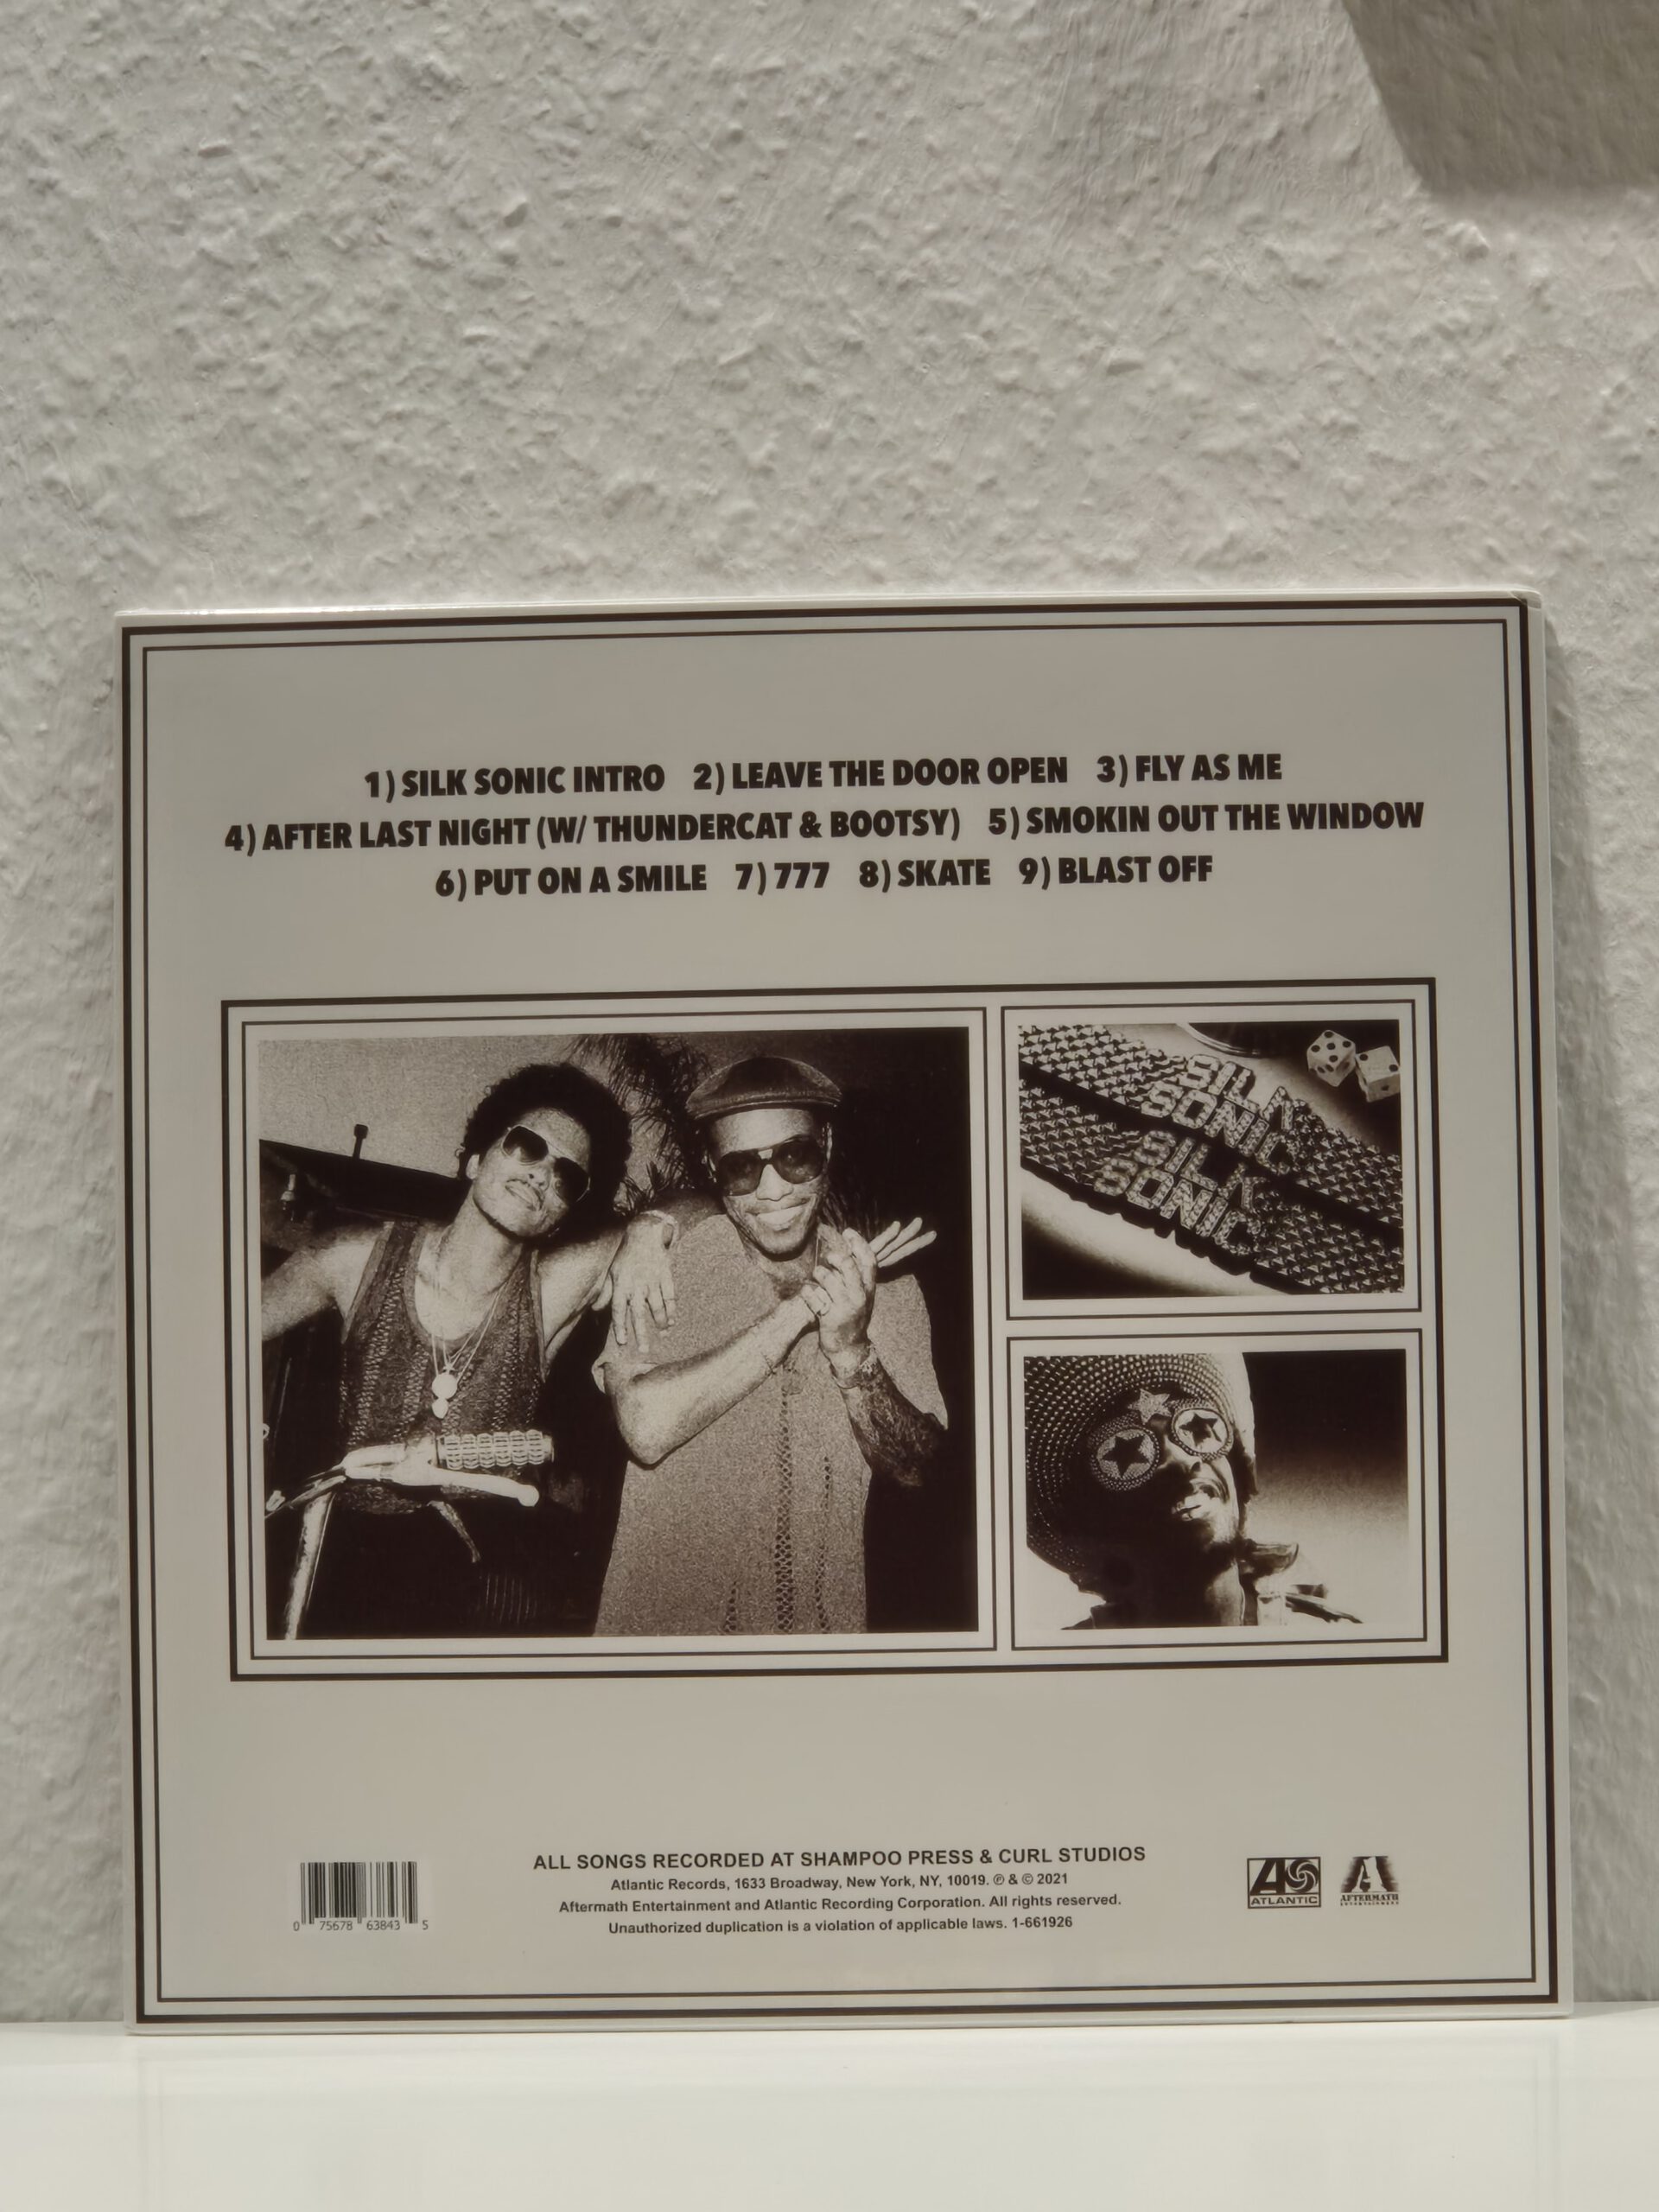 1) SILK SONIC INTRO 2) LEAVE THE DOOR OPEN 3) FLY AS ME
4) AFTER LAST NIGHT (W/ THUNDERCAT & BOOTSY) 5) SMOKIN OUT THE WINDOW
6) PUT ON A SMILE 7) 777 8) SKATE 9) BLAST OFF
SILK
SONIC
SILK
SONIC
ALL SONGS RECORDED AT SHAMPOO PRESS & CURL STUDIOS
Atlantic Records, 1633 Broadway, New York, NY, 10019. ℗ & © 2021
Aftermath Entertainment and Atlantic Recording Corporation. All rights reserved.
Unauthorized duplication is a violation of applicable laws. 1-661926
0 75678 63843 5
ATLANTIC
AFTERMATH
ENTERTAINMENT